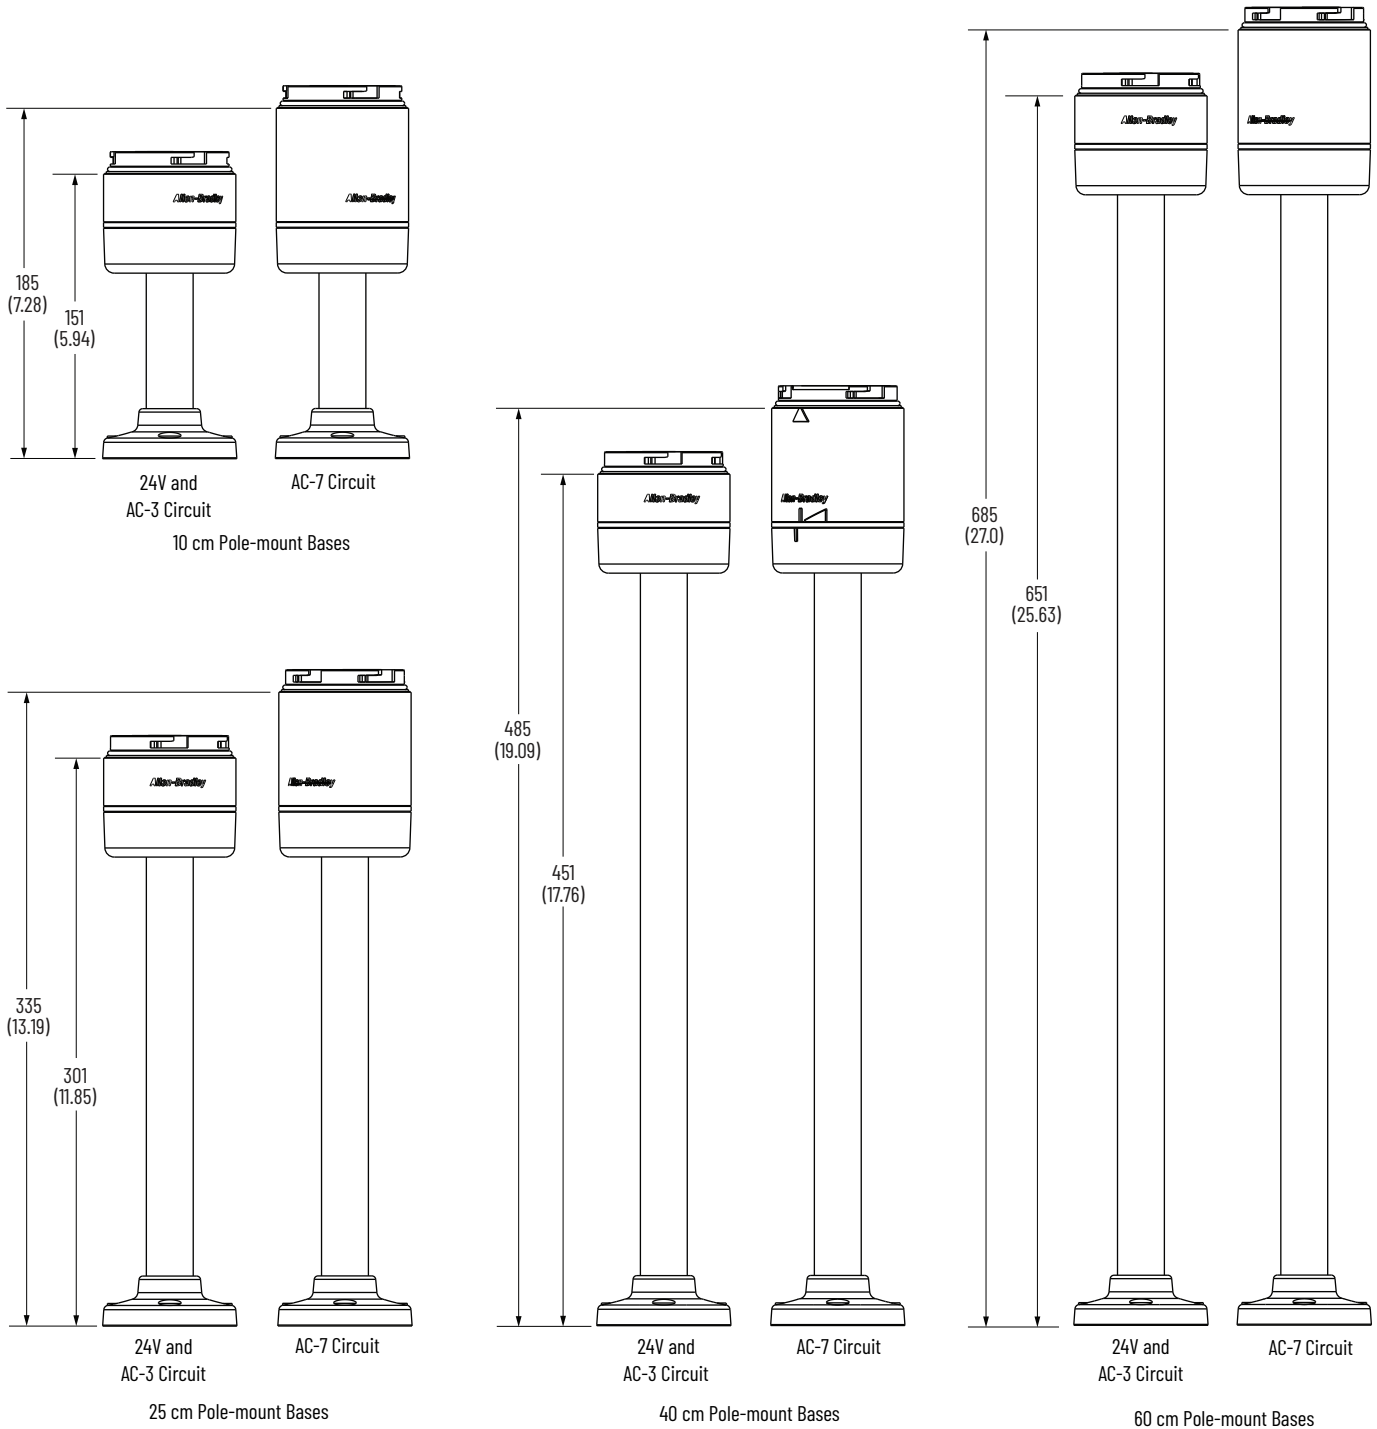 Allen-Bradley
Allen-Bradley
185
(7.28)
151
(5.94)
24V and
AC-3 Circuit
AC-7 Circuit
10 cm Pole-mount Bases
Allen-Bradley
Allen-Bradley
335
(13.19)
301
(11.85)
24V and
AC-3 Circuit
AC-7 Circuit
25 cm Pole-mount Bases
Allen-Bradley
Allen-Bradley
485
(19.09)
451
(17.76)
24V and
AC-3 Circuit
AC-7 Circuit
40 cm Pole-mount Bases
Allen-Bradley
Allen-Bradley
685
(27.0)
651
(25.63)
24V and
AC-3 Circuit
AC-7 Circuit
60 cm Pole-mount Bases